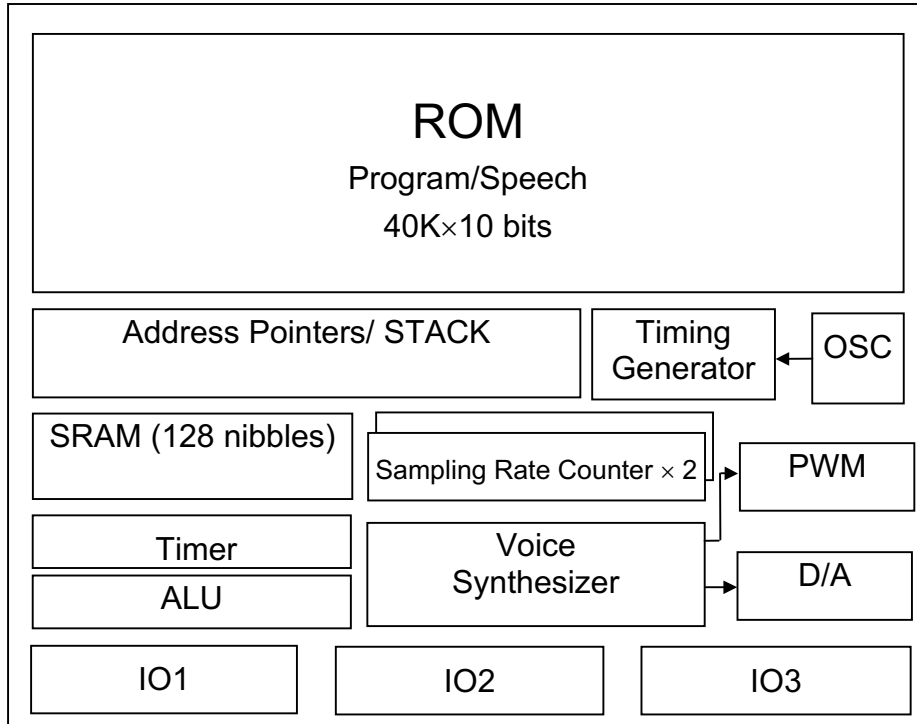 ROM
Program/Speech
40K×10 bits
Address Pointers/ STACK
Timing
Generator
OSC
SRAM (128 nibbles)
Sampling Rate Counter × 2
PWM
Timer
Voice
Synthesizer
D/A
ALU
IO1
IO2
IO3